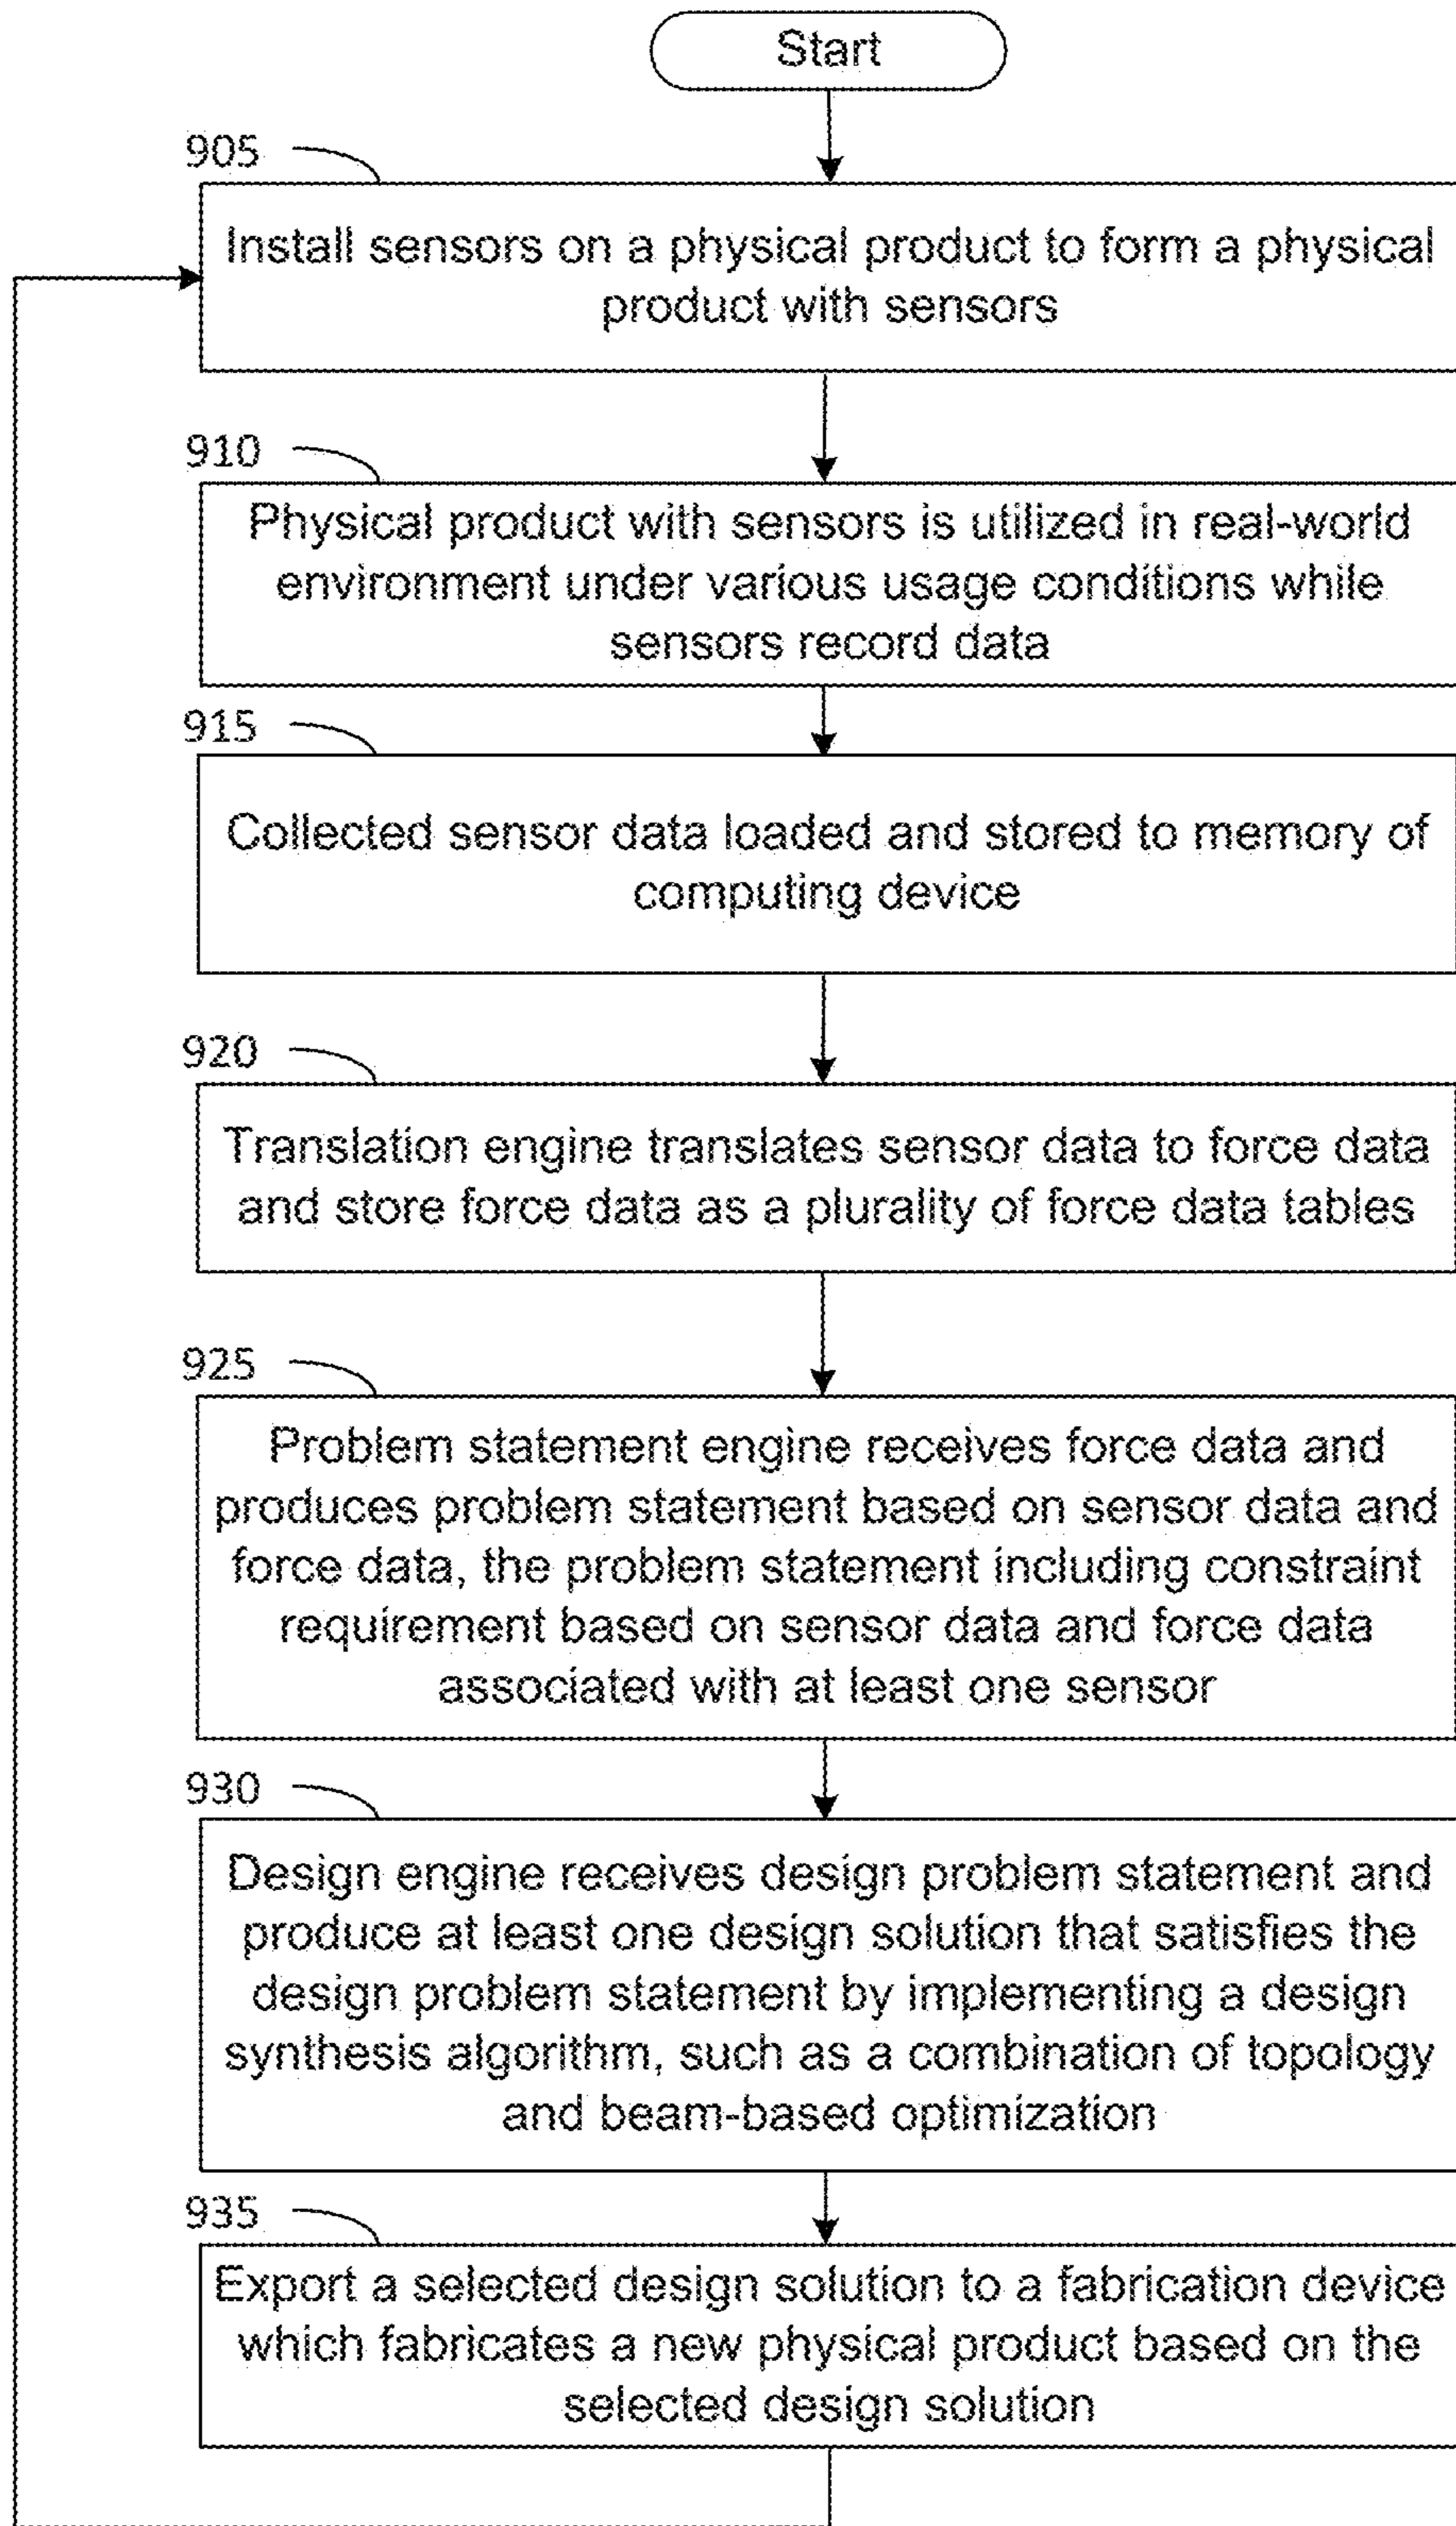 Start
905
Install sensors on a physical product to form a physical
product with sensors
910
Physical product with sensors is utilized in real-world
environment under various usage conditions while
sensors record data
915
Collected sensor data loaded and stored to memory of
computing device
920
Translation engine translates sensor data to force data
and store force data as a plurality of force data tables
925
Problem statement engine receives force data and
produces problem statement based on sensor data and
force data, the problem statement including constraint
requirement based on sensor data and force data
associated with at least one sensor
930
Design engine receives design problem statement and
produce at least one design solution that satisfies the
design problem statement by implementing a design
synthesis algorithm, such as a combination of topology
and beam-based optimization
935
Export a selected design solution to a fabrication device
which fabricates a new physical product based on the
selected design solution